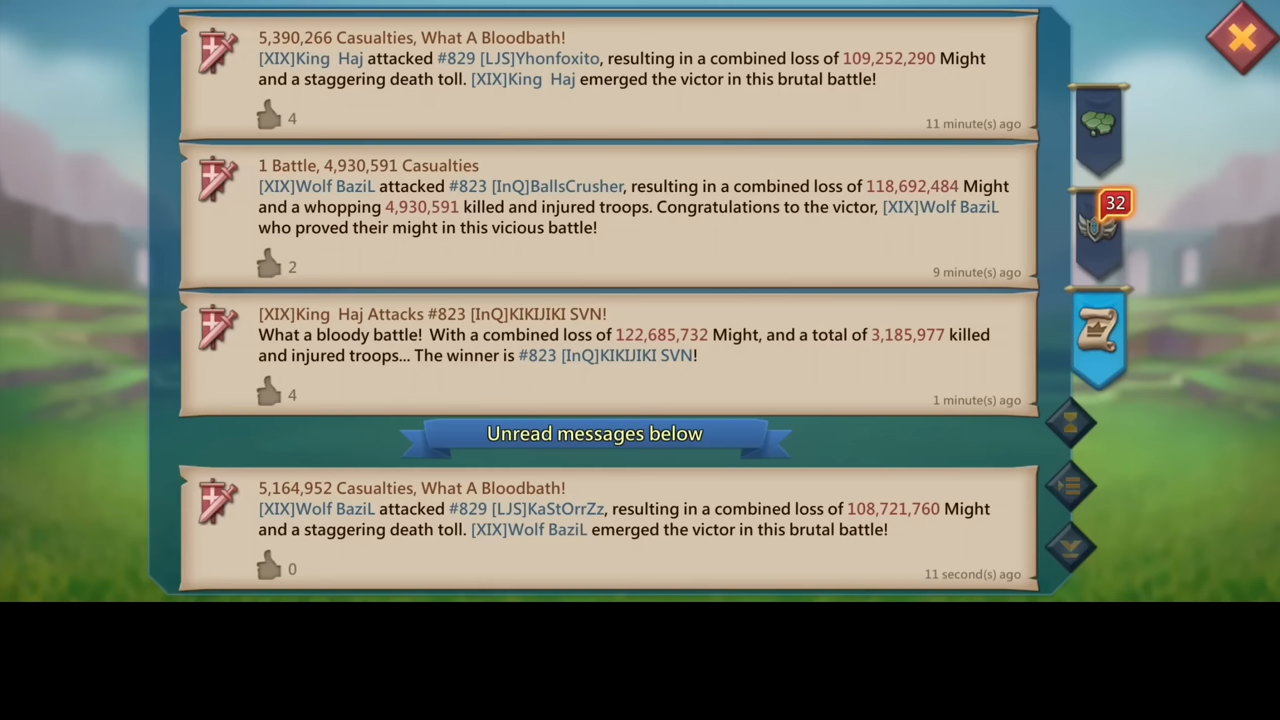 5,390,266 Casualties, What A Bloodbath!
[XIX]King  Haj attacked #829 [LJS]Yhonfoxito, resulting in a combined loss of 109,252,290 Might
and a staggering death toll. [XIX]King  Haj emerged the victor in this brutal battle!
4
11 minute(s) ago
1 Battle, 4,930,591 Casualties
[XIX]Wolf BaziL attacked #823 [InQ]BallsCrusher, resulting in a combined loss of 118,692,484 Might
and a whopping 4,930,591 killed and injured troops. Congratulations to the victor, [XIX]Wolf BaziL
who proved their might in this vicious battle!
2
9 minute(s) ago
32
[XIX]King  Haj Attacks #823 [InQ]KIKIJIKI SVN!
What a bloody battle!  With a combined loss of 122,685,732 Might, and a total of 3,185,977 killed
and injured troops... The winner is #823 [InQ]KIKIJIKI SVN!
4
1 minute(s) ago
Unread messages below
5,164,952 Casualties, What A Bloodbath!
[XIX]Wolf BaziL attacked #829 [LJS]KaStOrrZz, resulting in a combined loss of 108,721,760 Might
and a staggering death toll. [XIX]Wolf BaziL emerged the victor in this brutal battle!
0
11 second(s) ago